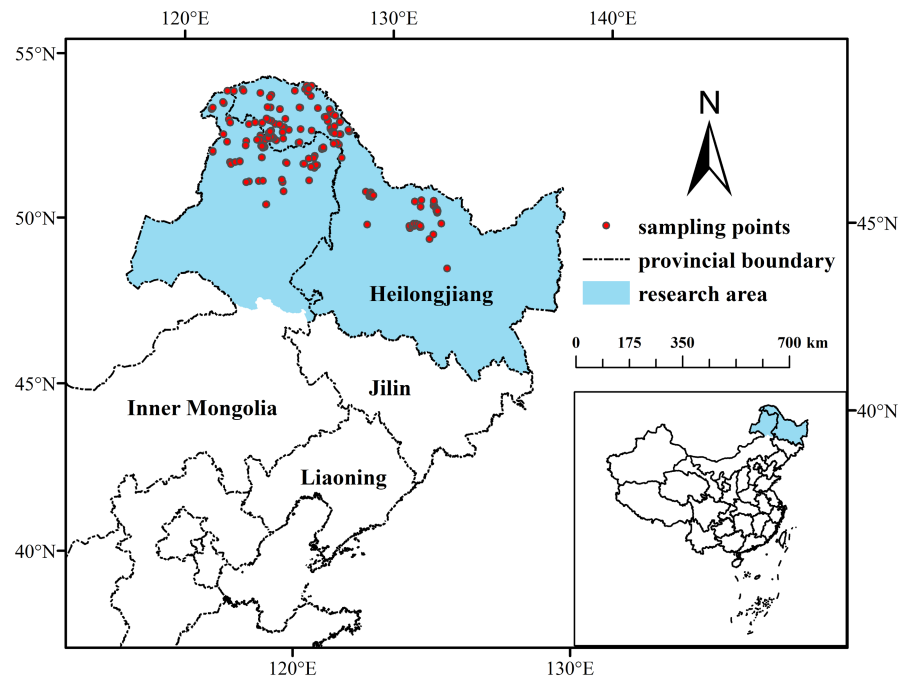 120°E 130°E 140°E
55°N
N
50°N
45°N
sampling points
provincial boundary
research area
Heilongjiang
0 175 350 700 km
45°N
Jilin
Inner Mongolia
40°N
Liaoning
40°N
120°E 130°E